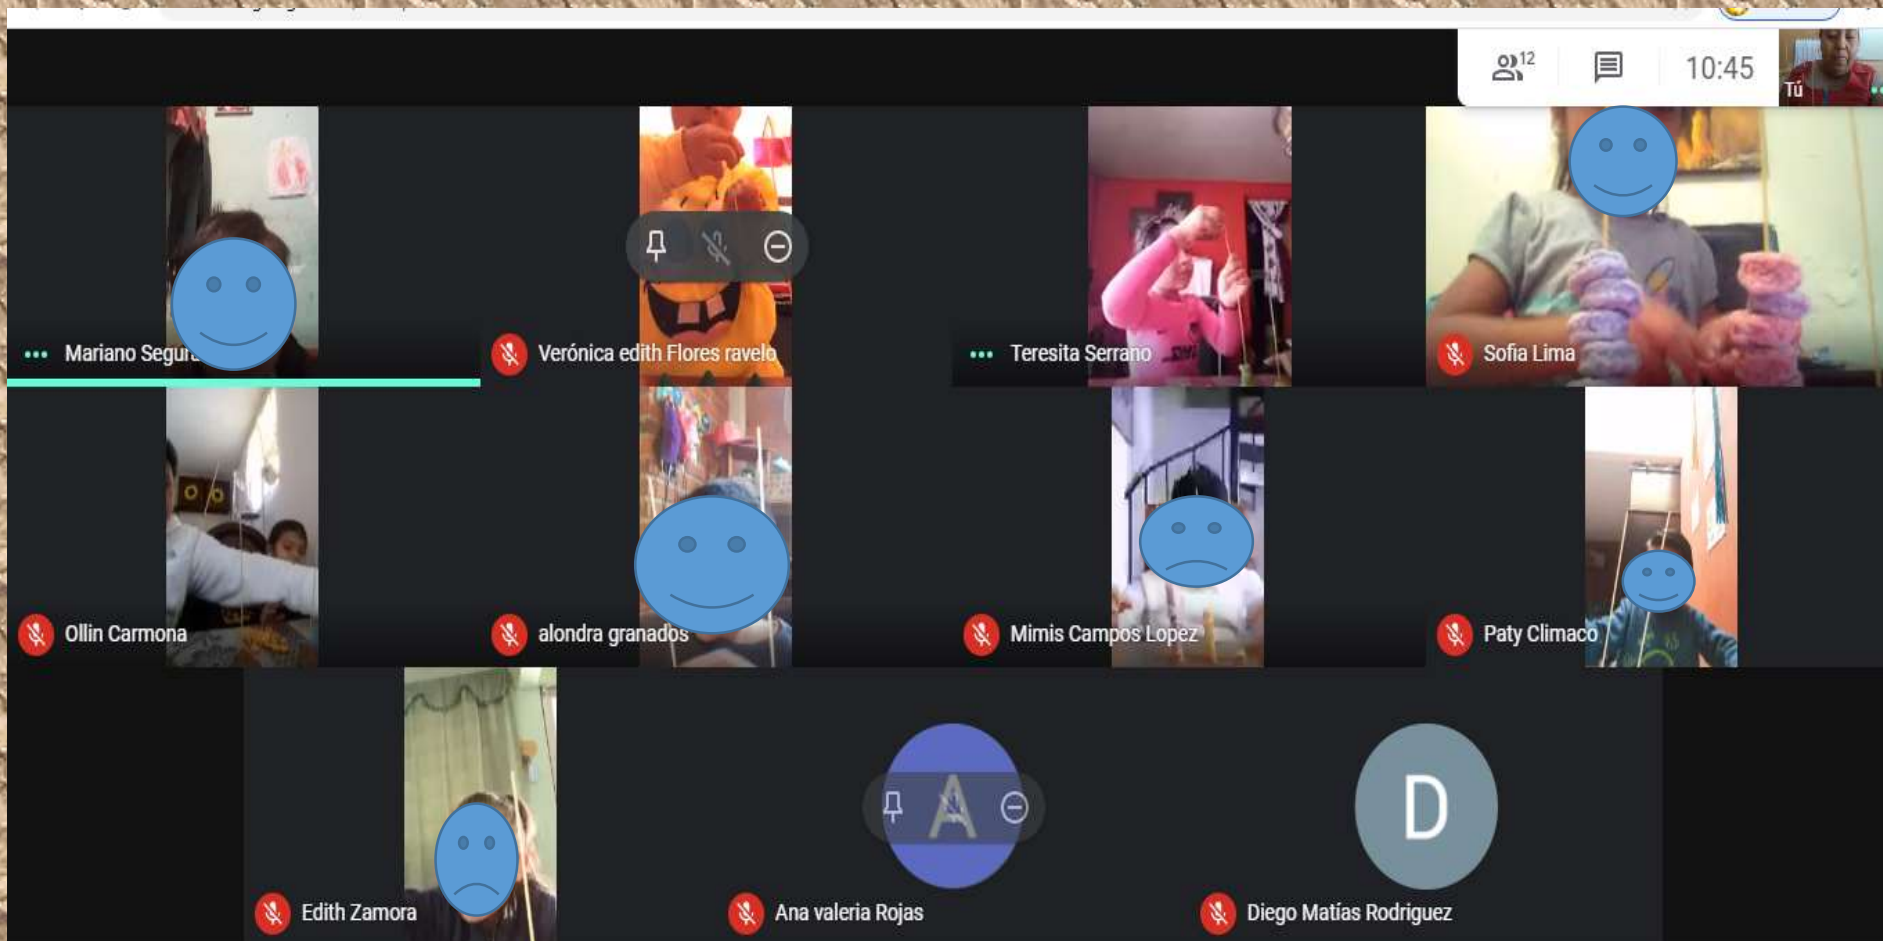 12
10:45
Tú
Mariano Segur
Verónica edith Flores ravelo
Teresita Serrano
Sofia Lima
Ollin Carmona
alondra granados
Mimis Campos Lopez
Paty Climaco
Edith Zamora
A
Ana valeria Rojas
D
Diego Matías Rodriguez